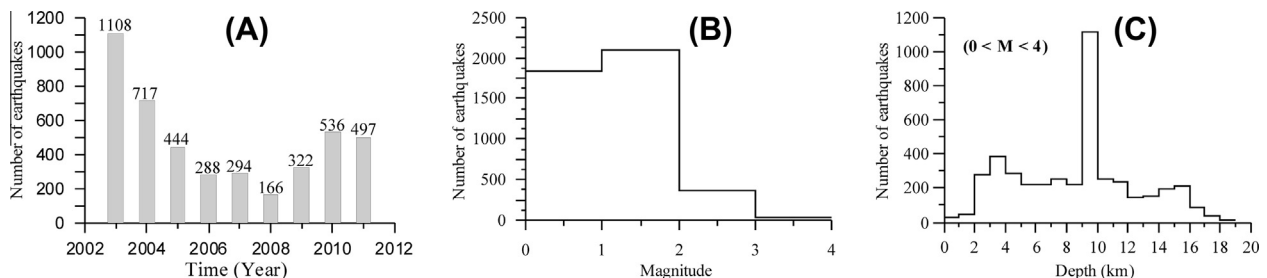 (A)
Number of earthquakes
1200
1000
800
600
400
200
0
1108
717
444
288
294
166
322
536
497
2002 2004 2006 2008 2010 2012
Time (Year)
(B)
Number of earthquakes
2500
2000
1500
1000
500
0
0 1 2 3 4
Magnitude
(C)
(0 < M < 4)
Number of earthquakes
1200
1000
800
600
400
200
0
0 2 4 6 8 10 12 14 16 18 20
Depth (km)